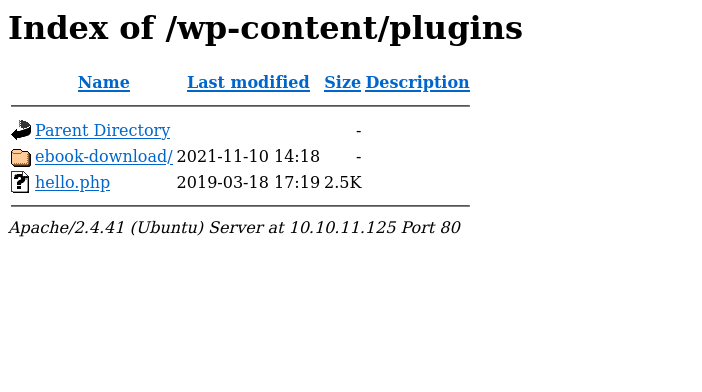 Index of /wp-content/plugins
Name Last modified Size Description
Parent Directory -
ebook-download/ 2021-11-10 14:18 -
hello.php 2019-03-18 17:19 2.5K
Apache/2.4.41 (Ubuntu) Server at 10.10.11.125 Port 80